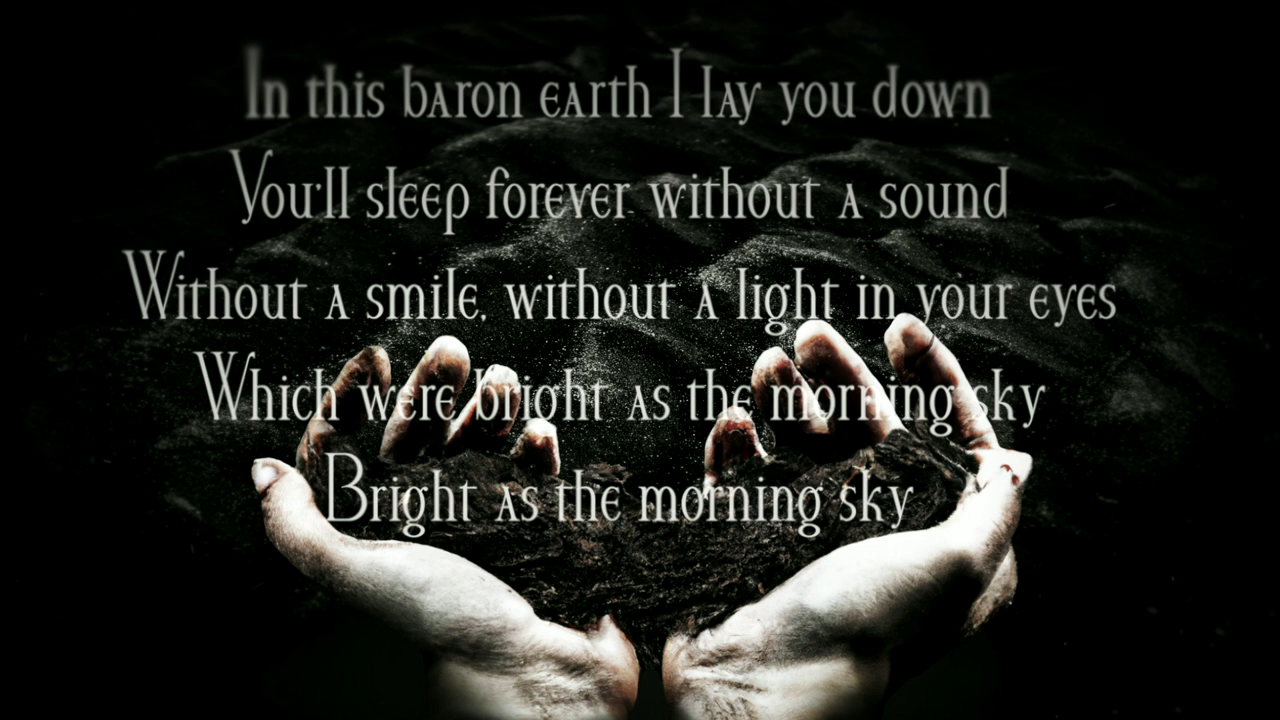 In this baron earth I lay you down
You'll sleep forever without a sound
Without a smile, without a light in your eyes
Which were bright as the morning sky
Bright as the morning sky